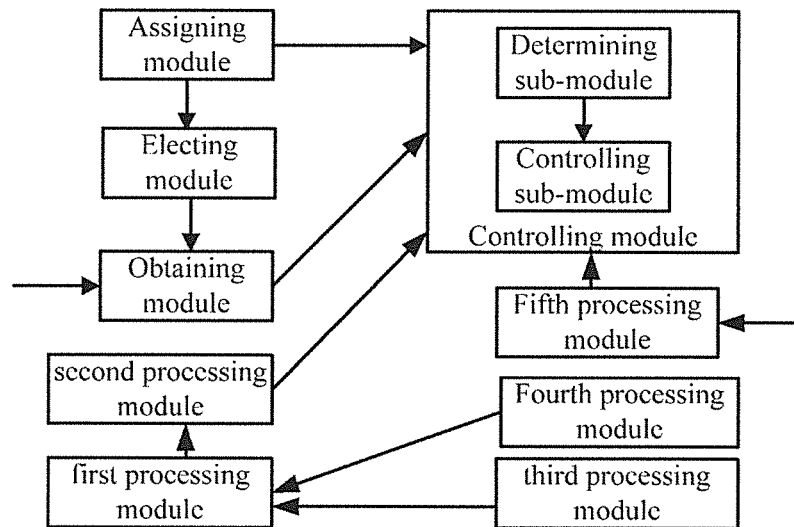 Assigning
module
Determining
sub-module
Electing
module
Controlling
sub-module
Controlling module
Obtaining
module
Fifth processing
module
second processing
module
Fourth processing
module
first processing
module
third processing
module